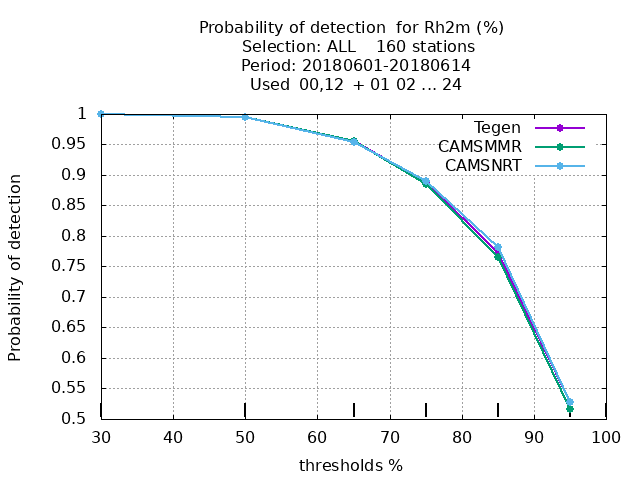 Probability of detection for Rh2m (%)
Selection: ALL 160 stations
Period: 20180601-20180614
Used 00,12 + 01 02 ... 24
Probability of detection
1
0.95
0.9
0.85
0.8
0.75
0.7
0.65
0.6
0.55
0.5
Tegen
CAMSMMR
CAMSNRT
30 40 50 60 70 80 90 100
thresholds %